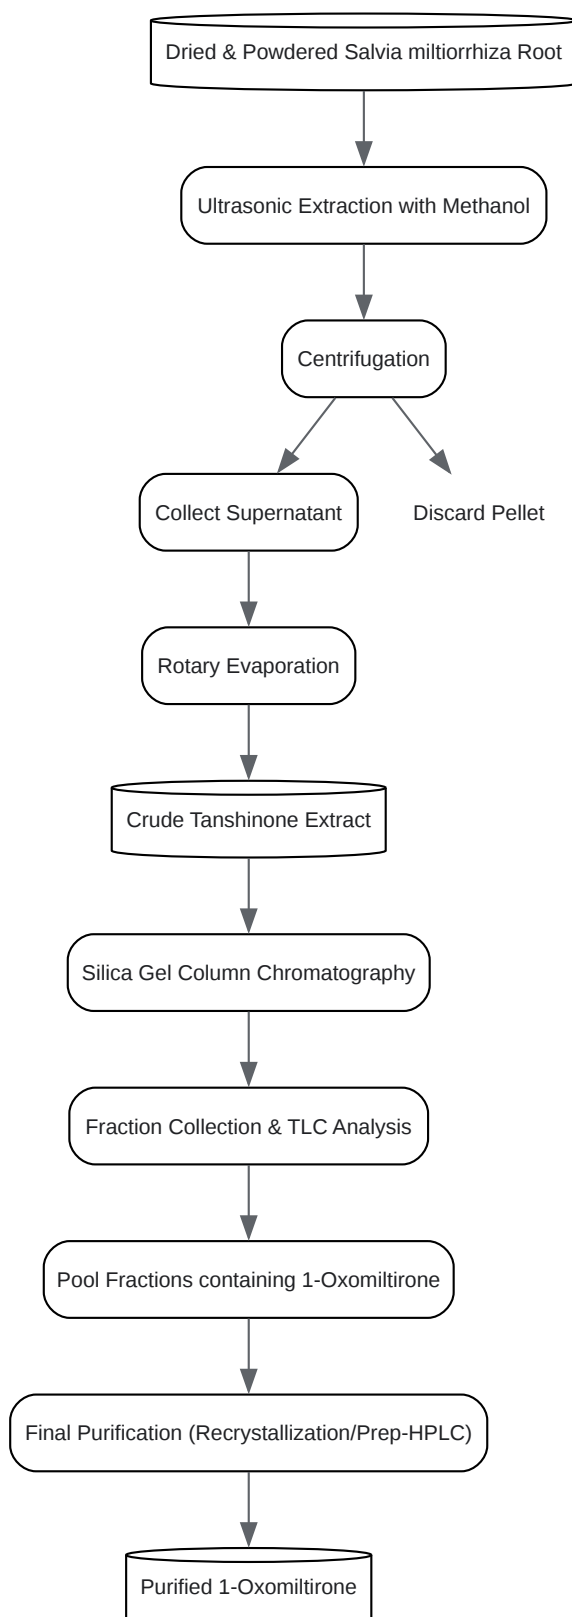 Dried & Powdered Salvia miltiorrhiza Root
Ultrasonic Extraction with Methanol
Centrifugation
Collect Supernatant
Discard Pellet
Rotary Evaporation
Crude Tanshinone Extract
Silica Gel Column Chromatography
Fraction Collection & TLC Analysis
Pool Fractions containing 1-Oxomiltirone
Final Purification (Recrystallization/Prep-HPLC)
Purified 1-Oxomiltirone